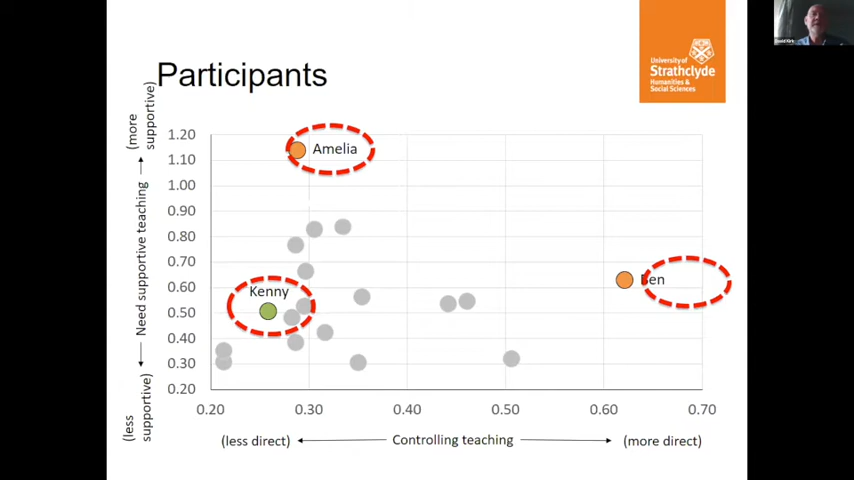 David Kirk
University of
Strathclyde
Humanities &
Social Sciences
Participants
(more
supportive)
Need supportive teaching
(less
supportive)
1.20
1.10
1.00
0.90
0.80
0.70
0.60
0.50
0.40
0.30
0.20
Amelia
Ben
Kenny
0.20 0.30 0.40 0.50 0.60 0.70
(less direct) Controlling teaching (more direct)